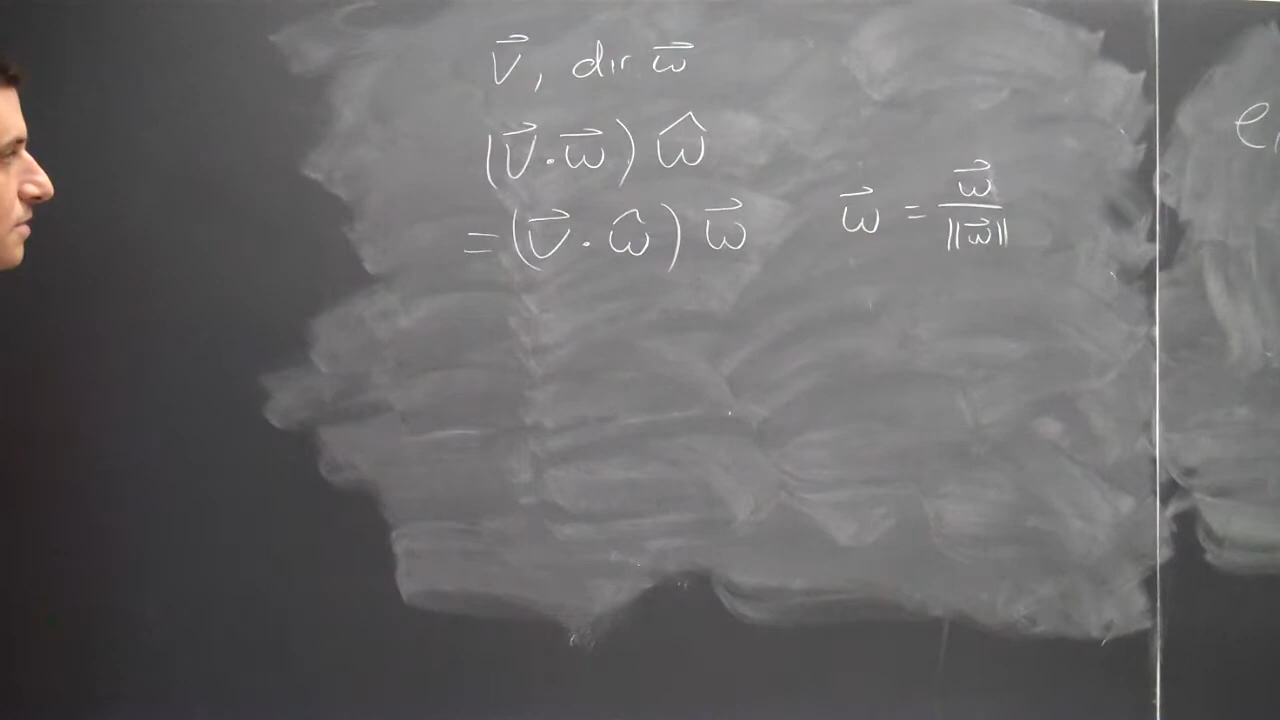 v⃗, dir. w⃗
(v⃗·w⃗) ŵ
=(v⃗·ŵ) w⃗
w⃗ = w⃗/||w⃗||